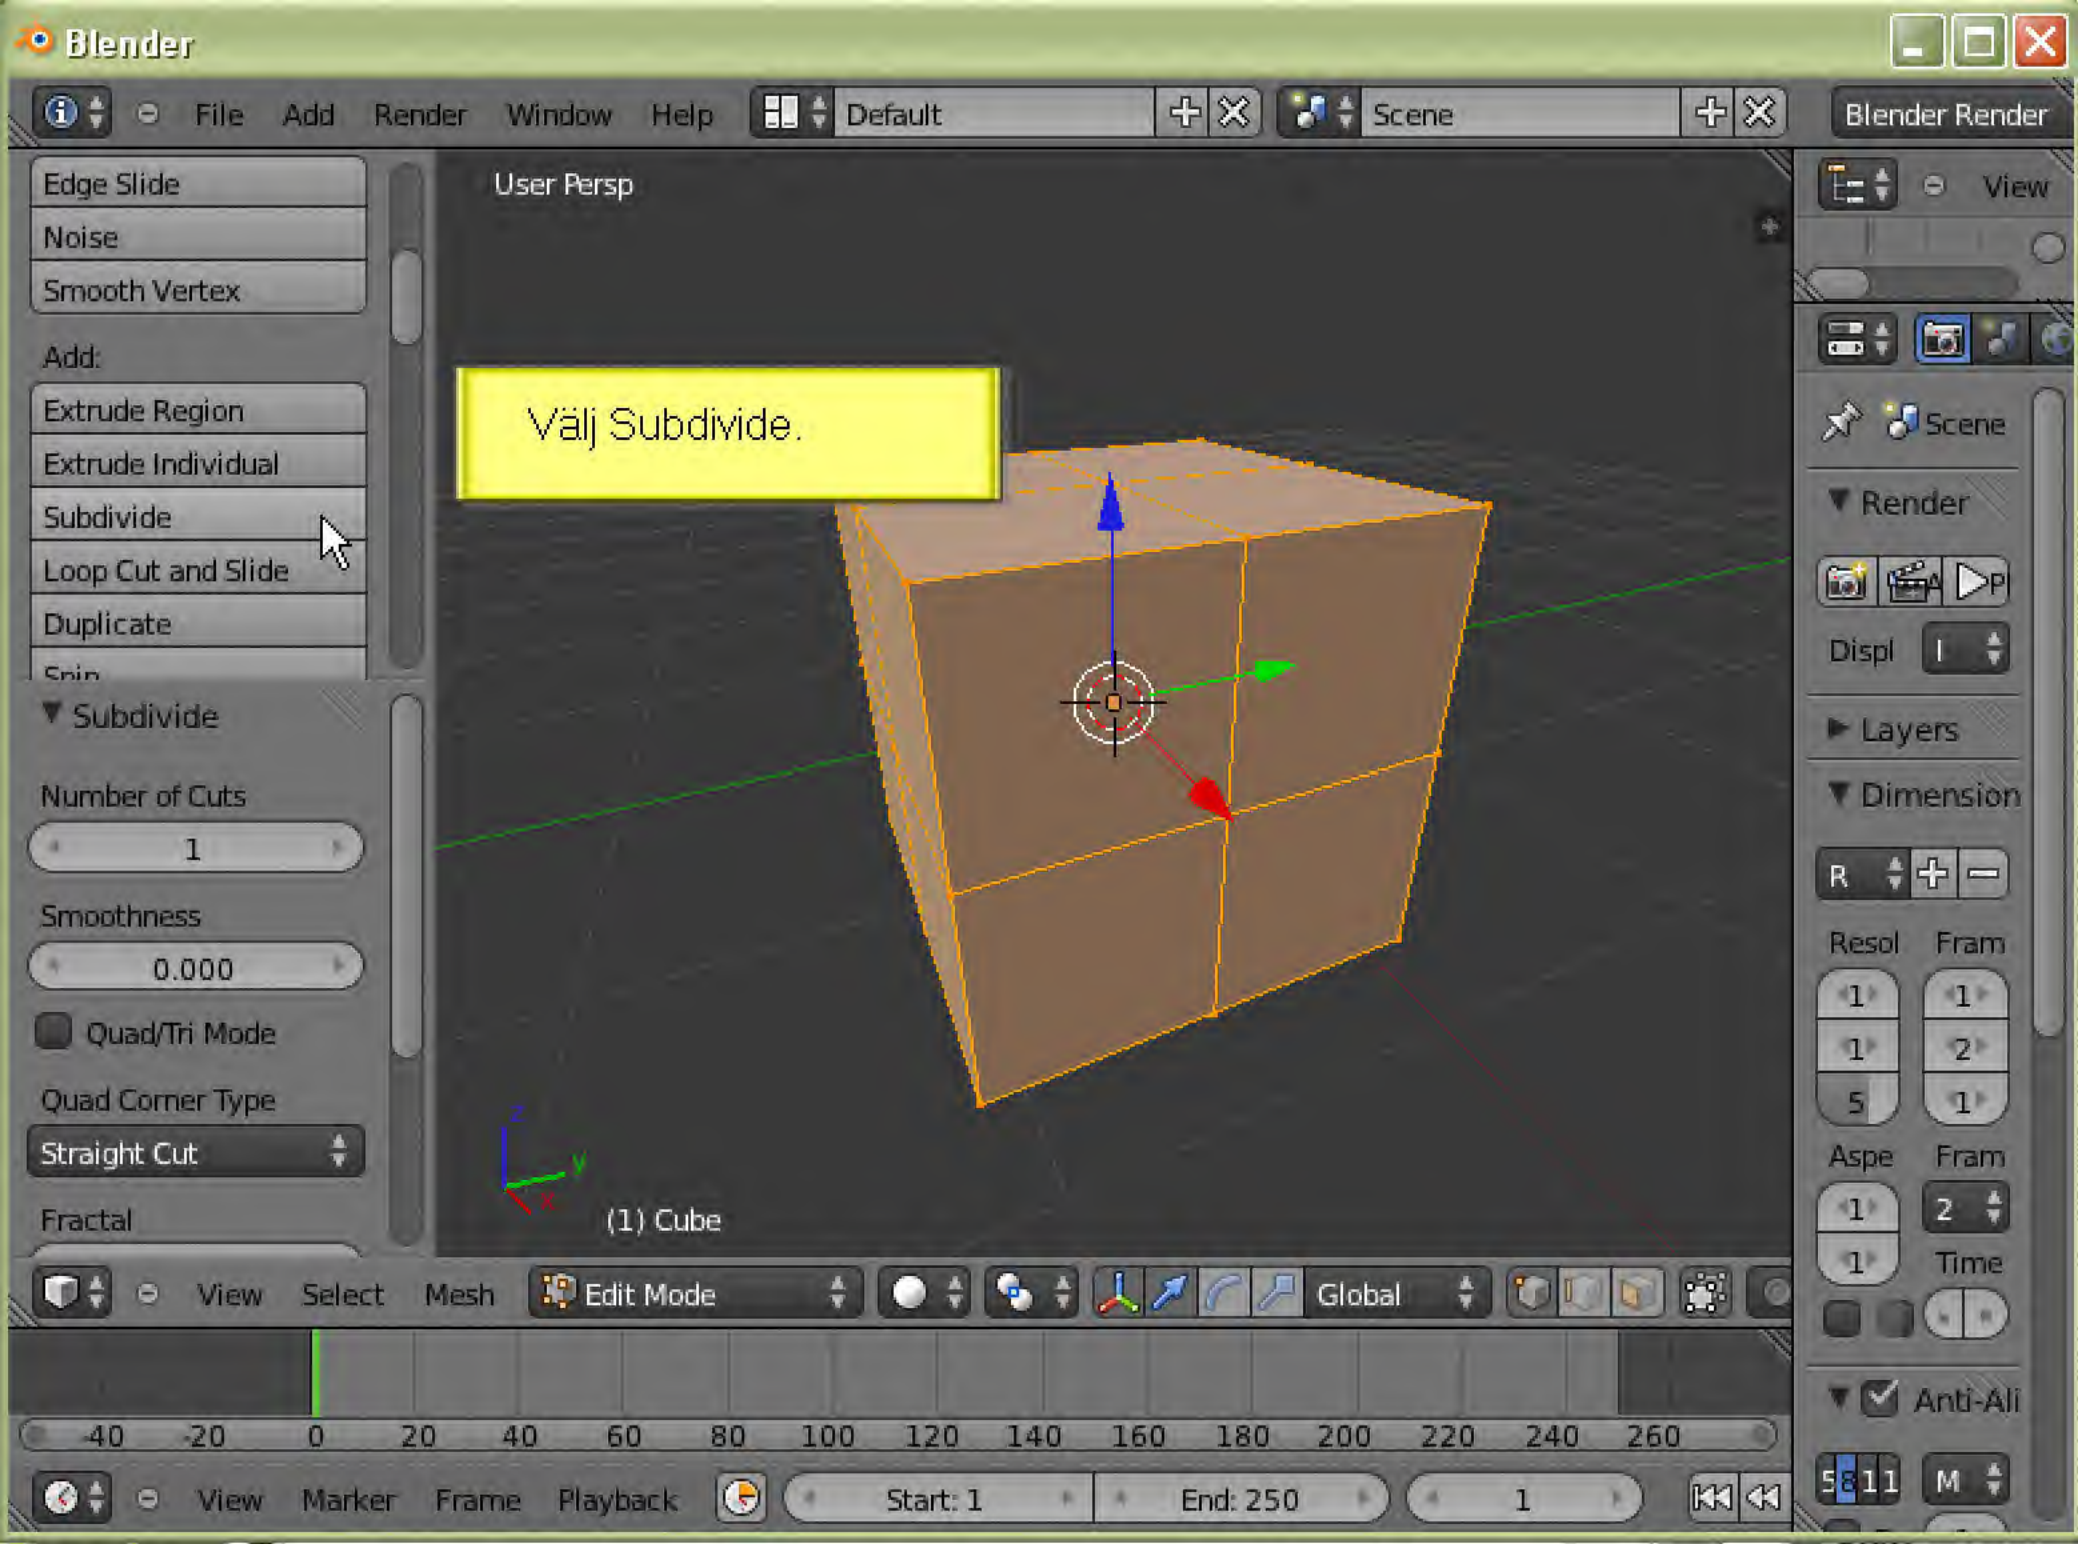 Blender
File Add Render Window Help Default Scene Blender Render
Edge Slide
Noise
Smooth Vertex
Add:
Extrude Region
Extrude Individual
Subdivide
Loop Cut and Slide
Duplicate
Spin
Subdivide
Number of Cuts
1
Smoothness
0.000
Quad/Tri Mode
Quad Corner Type
Straight Cut
Fractal
User Persp
Välj Subdivide.
z
y
x
(1) Cube
View Select Mesh Edit Mode Global
-40 -20 0 20 40 60 80 100 120 140 160 180 200 220 240 260
View Marker Frame Playback Start: 1 End: 250 1
View
Scene
Render
P
Displ I
Layers
Dimension
R
Resol Fram
1 1
1 2
5 1
Aspe Fram
1 2
1 Time
Anti-Ali
5 8 11 M